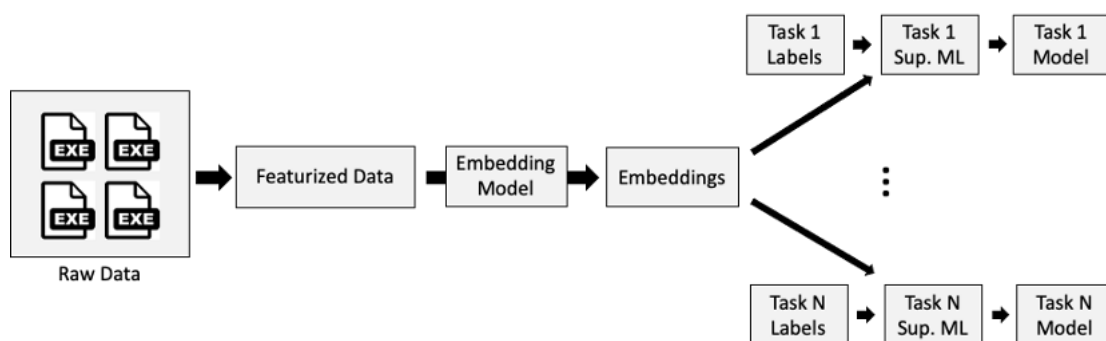 Task 1
Labels
Task 1
Sup. ML
Task 1
Model
EXE
EXE
EXE
EXE
Raw Data
Featurized Data
Embedding
Model
Embeddings
Task N
Labels
Task N
Sup. ML
Task N
Model